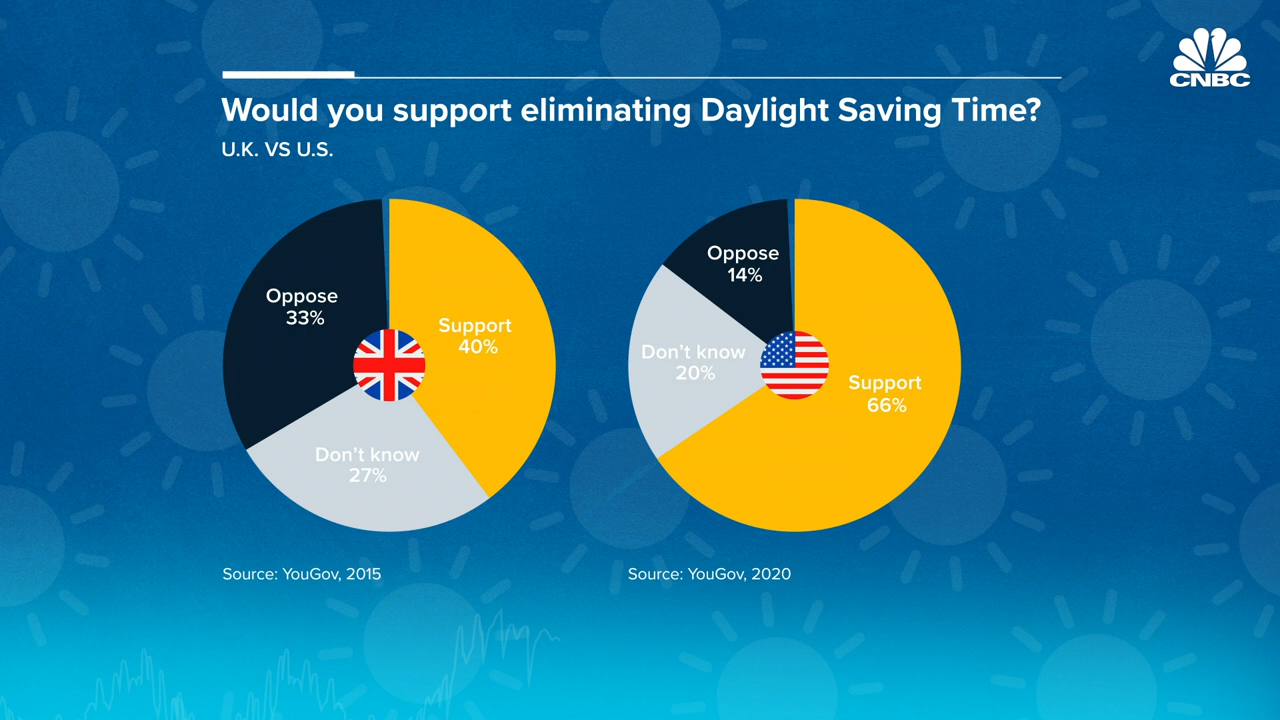 CNBC
Would you support eliminating Daylight Saving Time?
U.K. VS U.S.
Oppose
33%
Support
40%
Don't know
27%
Oppose
14%
Don't know
20%
Support
66%
Source: YouGov, 2015
Source: YouGov, 2020